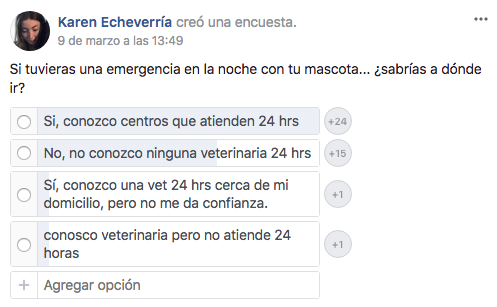 Karen Echeverría creó una encuesta.
9 de marzo a las 13:49
Si tuvieras una emergencia en la noche con tu mascota... ¿sabrías a dónde
ir?
Si, conozco centros que atienden 24 hrs
+24
No, no conozco ninguna veterinaria 24 hrs
+15
Sí, conozco una vet 24 hrs cerca de mi
domicilio, pero no me da confianza.
+1
conosco veterinaria pero no atiende 24
horas
+1
+ Agregar opción